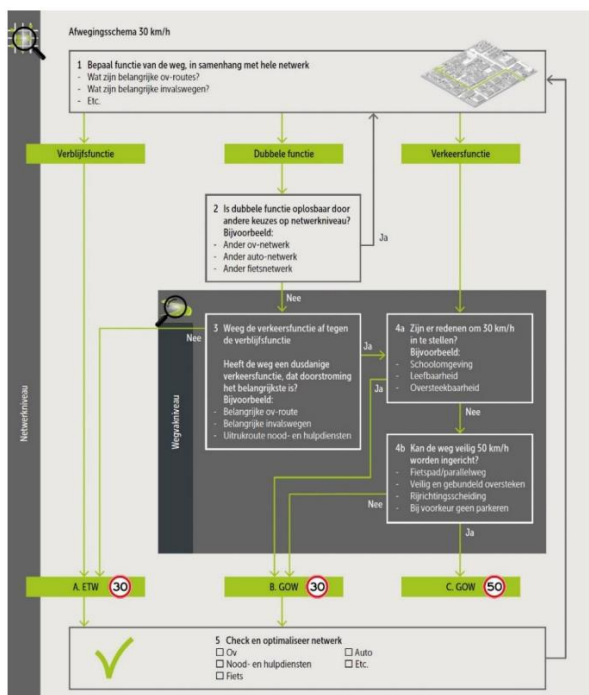 Afwegingsschema 30 km/h
1 Bepaal functie van de weg, in samenhang met hele netwerk
- Wat zijn belangrijke ov-routes?
- Wat zijn belangrijke invalswegen?
- Etc.
Verblijfsfunctie
Dubbele functie
Verkeersfunctie
2 Is dubbele functie oplosbaar door
andere keuzes op netwerkniveau?
Bijvoorbeeld:
- Ander ov-netwerk
- Ander auto-netwerk
- Ander fietsnetwerk
Ja
Nee
Netwerkniveau
Wegvakniveau
Nee
3 Weeg de verkeersfunctie af tegen
de verblijfsfunctie
Heeft de weg een dusdanige
verkeersfunctie, dat doorstroming
het belangrijkste is?
Bijvoorbeeld:
- Belangrijke ov-route
- Belangrijke invalswegen
- Uitrukroute nood- en hulpdiensten
Ja
4a Zijn er redenen om 30 km/h
in te stellen?
Bijvoorbeeld:
- Schoolomgeving
- Leefbaarheid
- Oversteekbaarheid
Ja
Nee
4b Kan de weg veilig 50 km/h
worden ingericht?
- Fietspad/parallelweg
- Veilig en gebundeld oversteken
- Rijrichtingsscheiding
- Bij voorkeur geen parkeren
Nee
Ja
A. ETW 30
B. GOW 30
C. GOW 50
5 Check en optimaliseer netwerk
Ov
Nood- en hulpdiensten
Fiets
Auto
Etc.